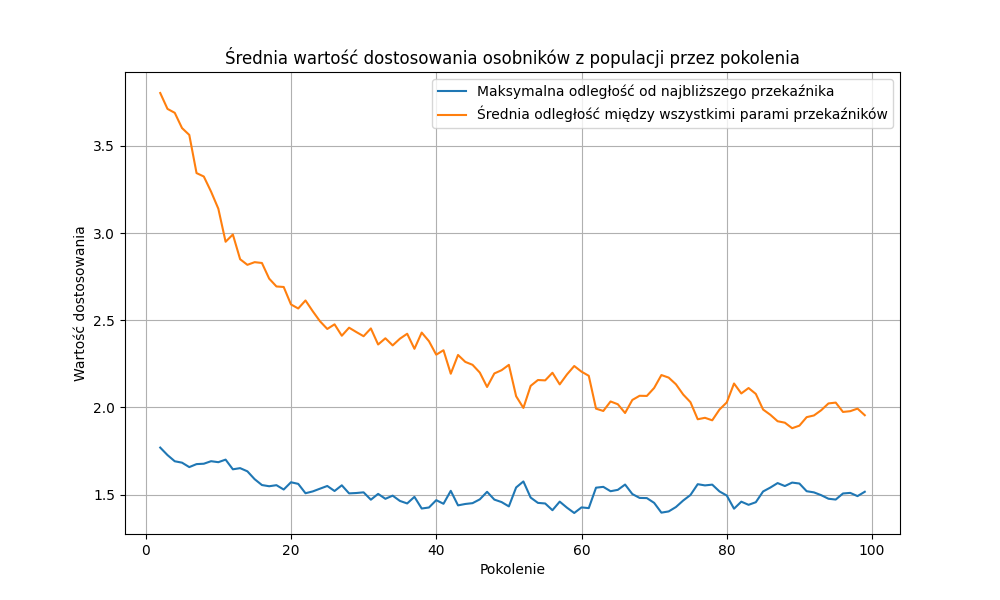 Średnia wartość dostosowania osobników z populacji przez pokolenia
Maksymalna odległość od najbliższego przekaźnika
Średnia odległość między wszystkimi parami przekaźników
Wartość dostosowania
3.5
3.0
2.5
2.0
1.5
0 20 40 60 80 100
Pokolenie